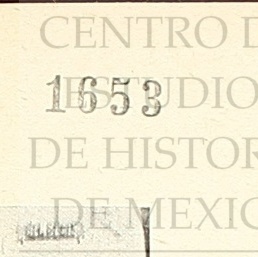 CENTRO D
1653
ESTUDIO
DE HISTOR
DE MEXIC